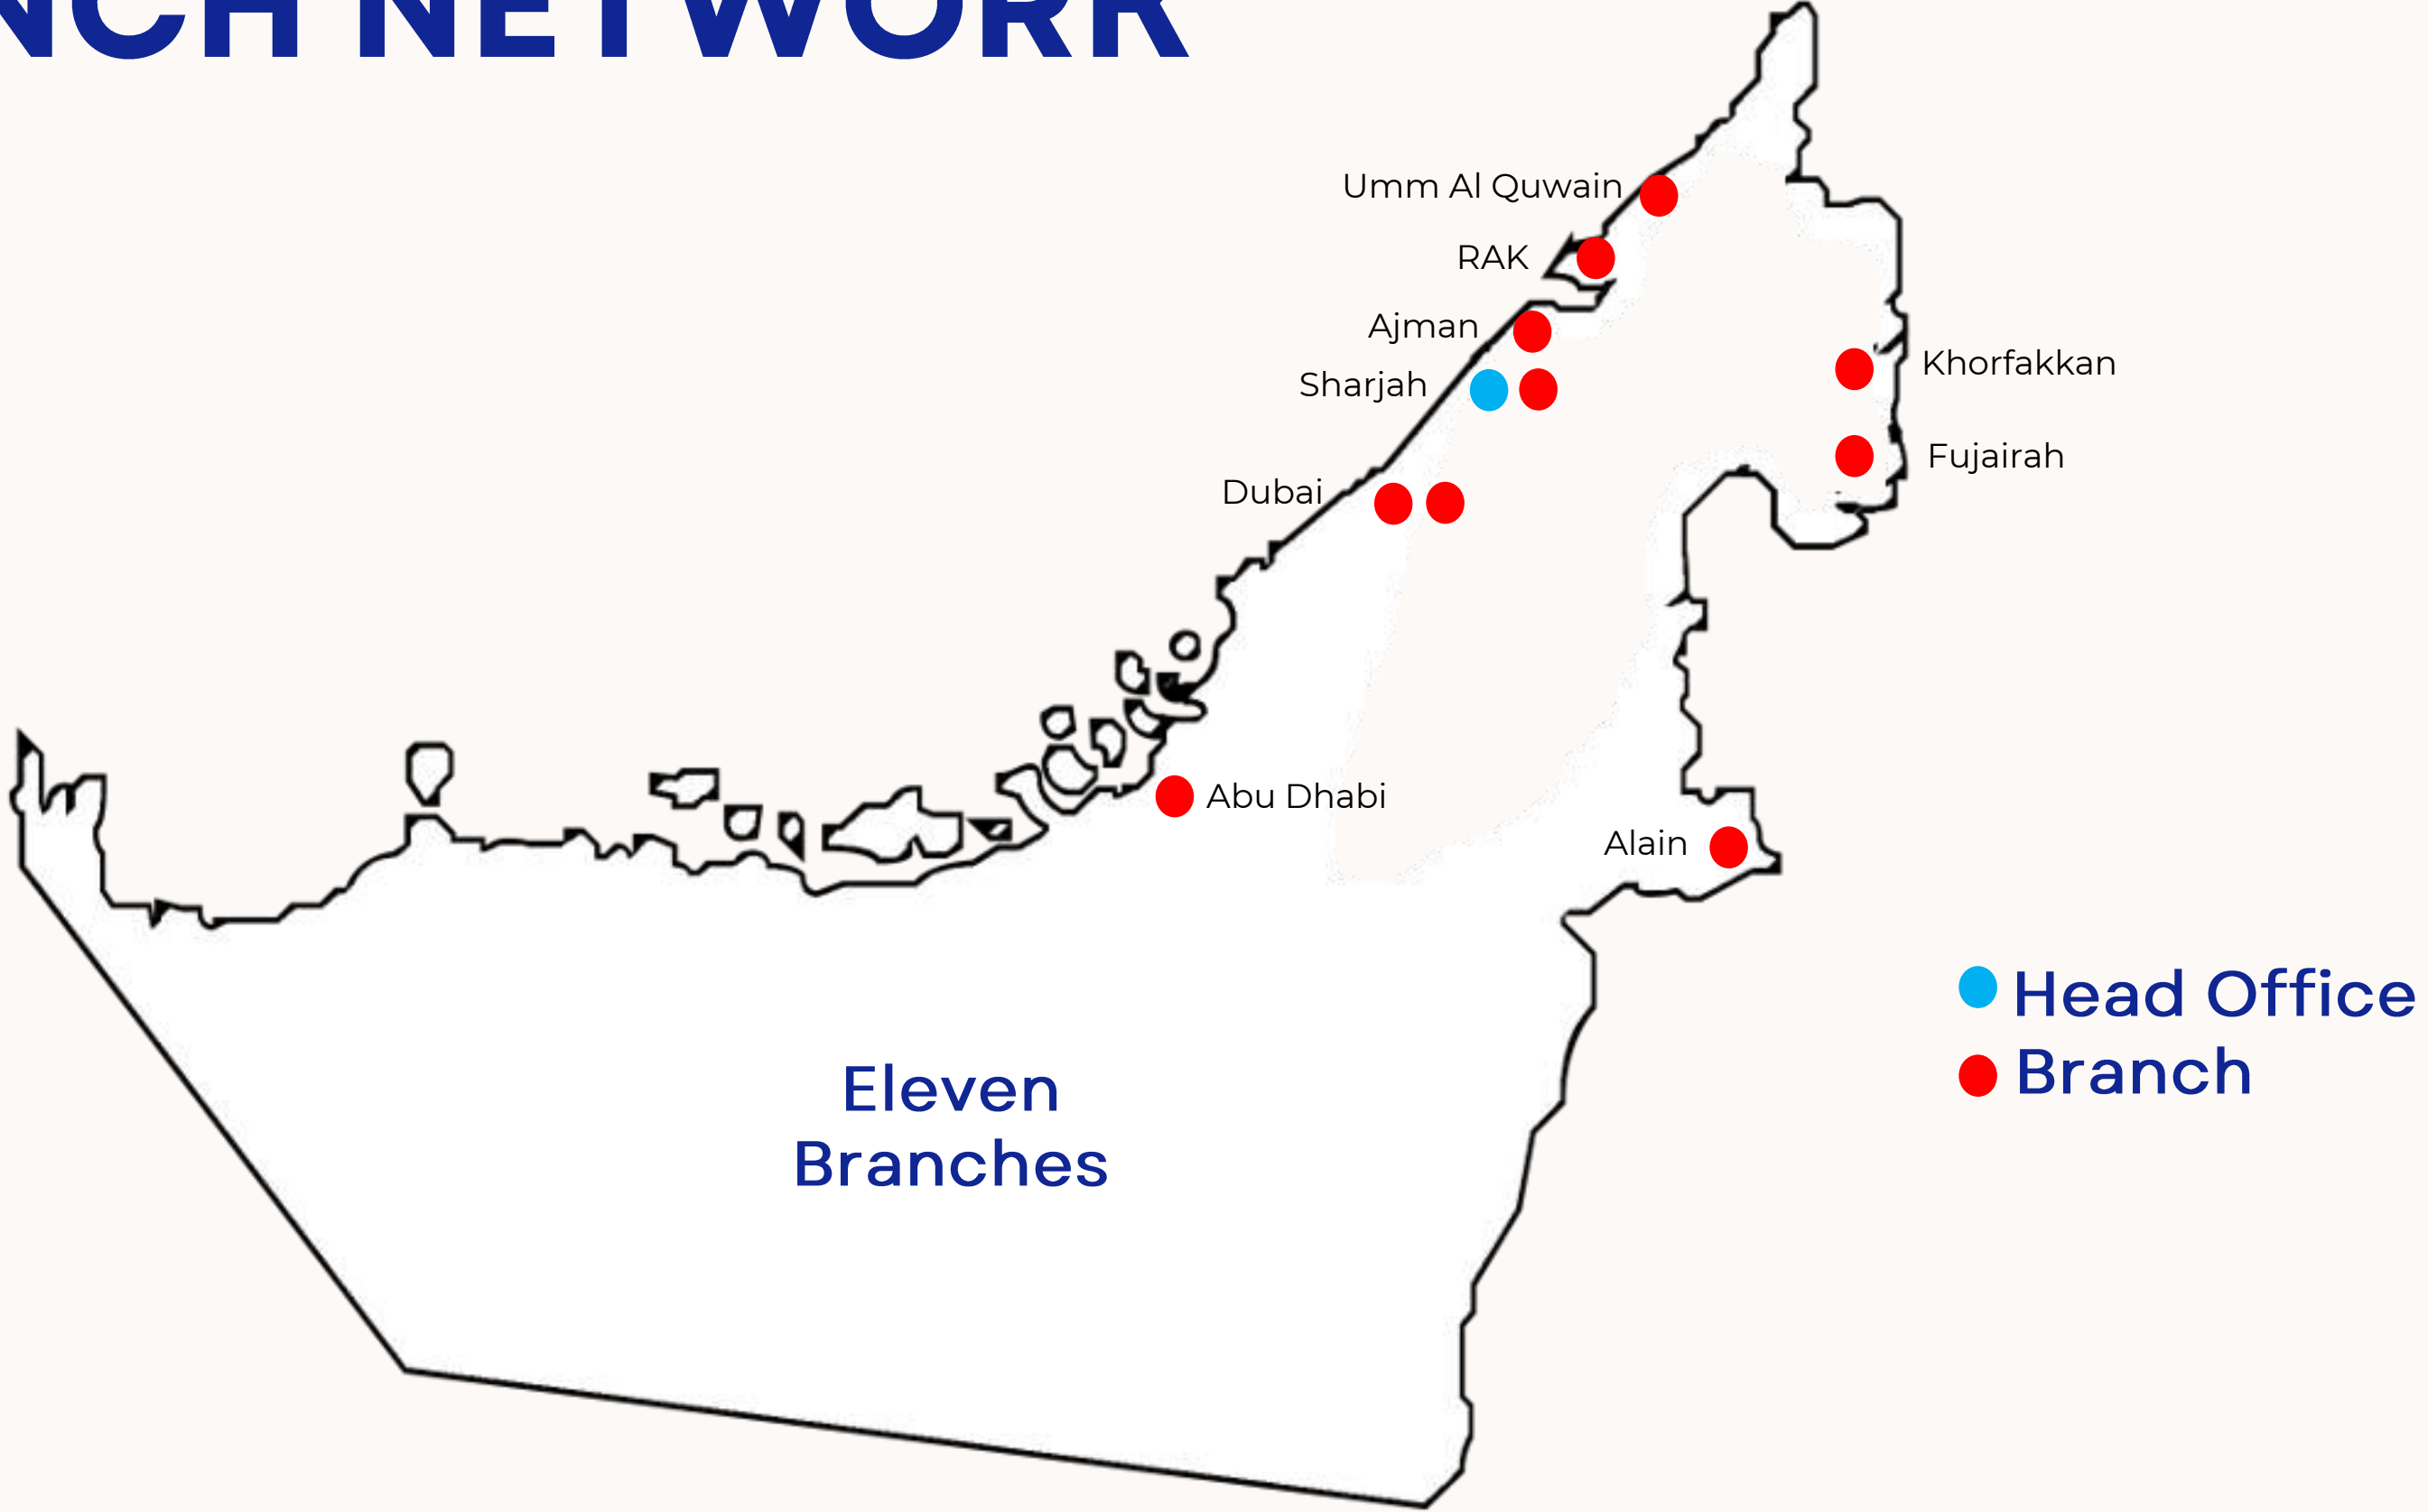 NCH NETWORK
Umm Al Quwain
RAK
Ajman
Khorfakkan
Sharjah
Fujairah
Dubai
Abu Dhabi
Alain
Head Office
Branch
Eleven
Branches